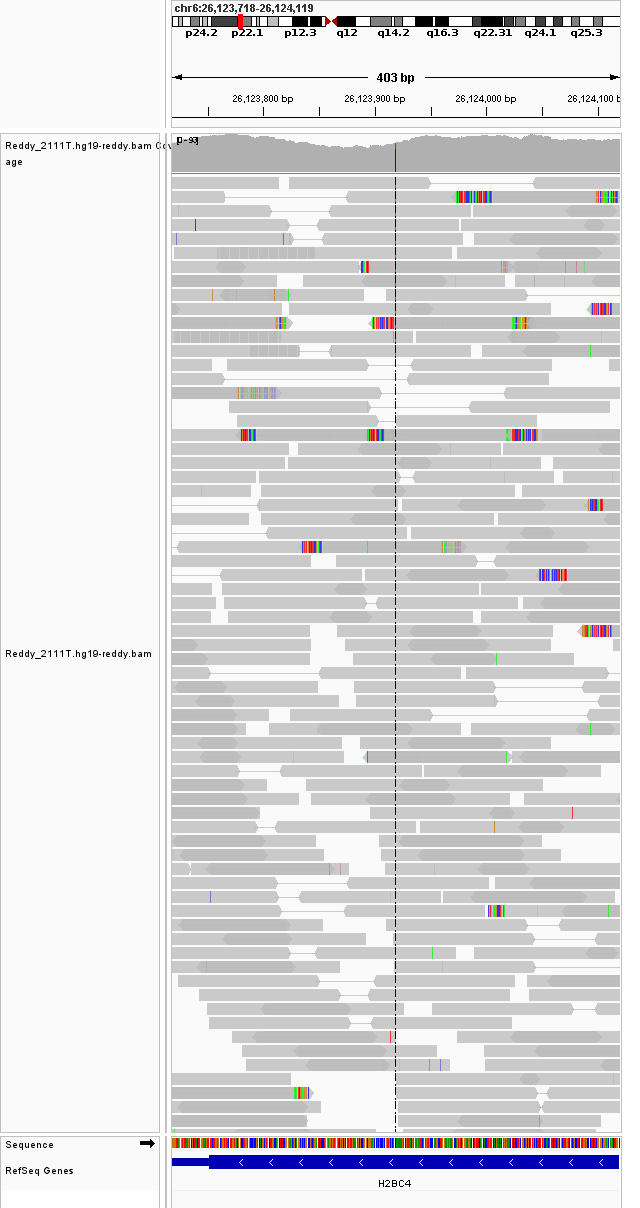 chr6:26,123,718-26,124,119
p24.2 p22.1 p12.3 q12 q14.2 q16.3 q22.31 q24.1 q25.3
403 bp
26,123,800 bp 26,123,900 bp 26,124,000 bp 26,124,100 b
[0-93]
Reddy_2111T.hg19-reddy.bam Cov
age
Reddy_2111T.hg19-reddy.bam
Sequence
RefSeq Genes
H2BC4